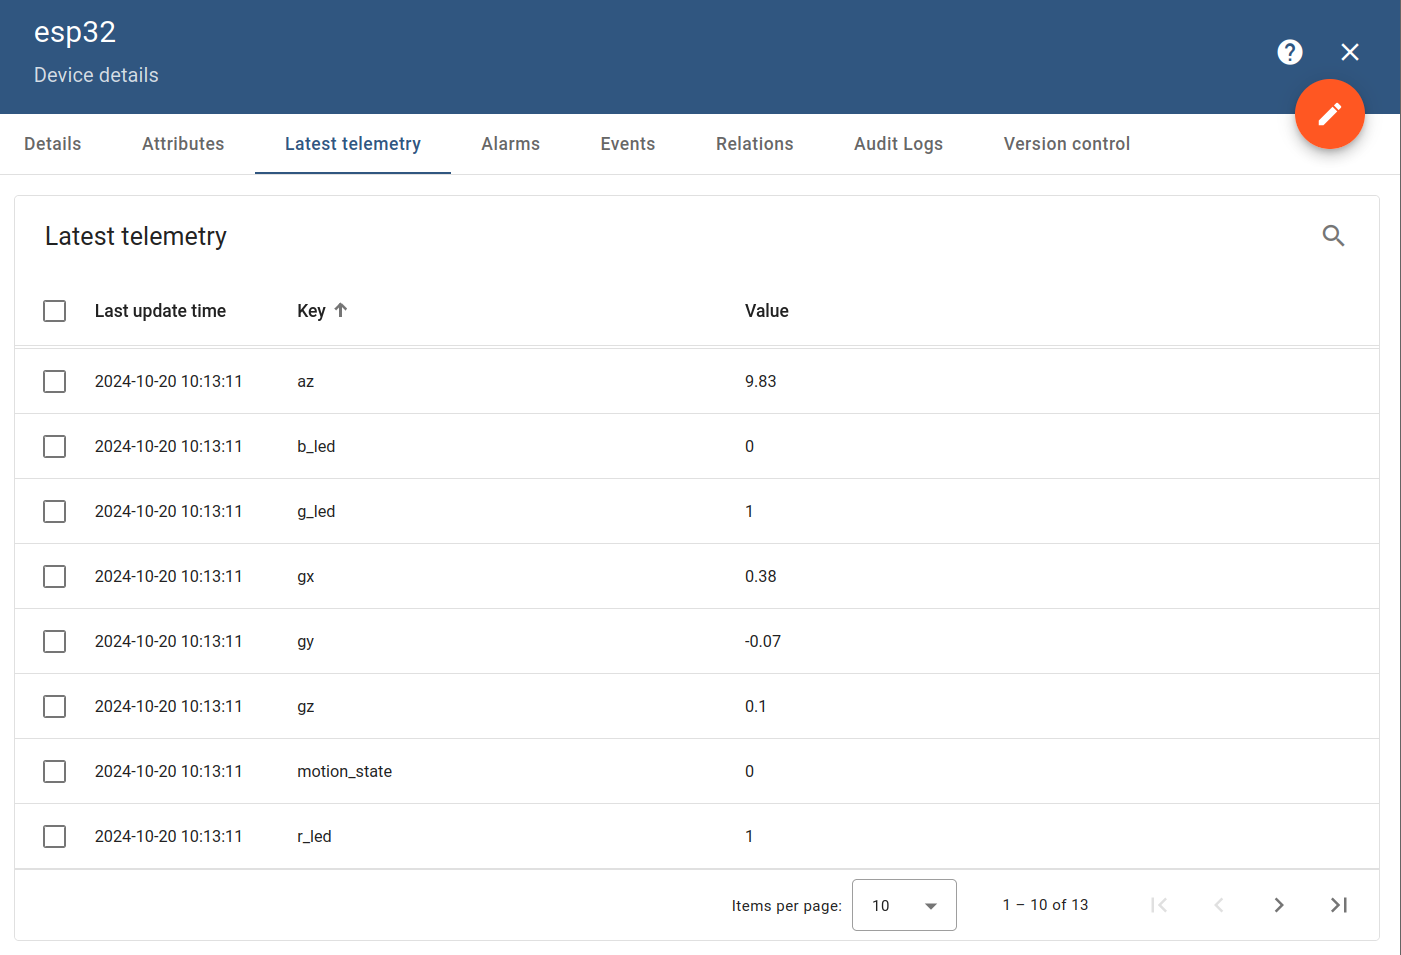 esp32
Device details
Details Attributes Latest telemetry Alarms Events Relations Audit Logs Version control
Latest telemetry
Last update time Key Value
2024-10-20 10:13:11 az 9.83
2024-10-20 10:13:11 b_led 0
2024-10-20 10:13:11 g_led 1
2024-10-20 10:13:11 gx 0.38
2024-10-20 10:13:11 gy -0.07
2024-10-20 10:13:11 gz 0.1
2024-10-20 10:13:11 motion_state 0
2024-10-20 10:13:11 r_led 1
Items per page: 10 1 – 10 of 13